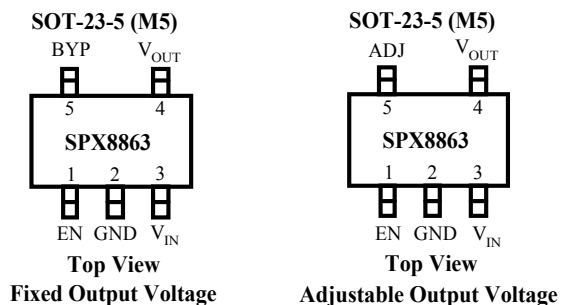 SOT-23-5 (M5)
BYP VOUT
5 4
SPX8863
1 2 3
EN GND VIN
Top View
Fixed Output Voltage
SOT-23-5 (M5)
ADJ VOUT
5 4
SPX8863
1 2 3
EN GND VIN
Top View
Adjustable Output Voltage